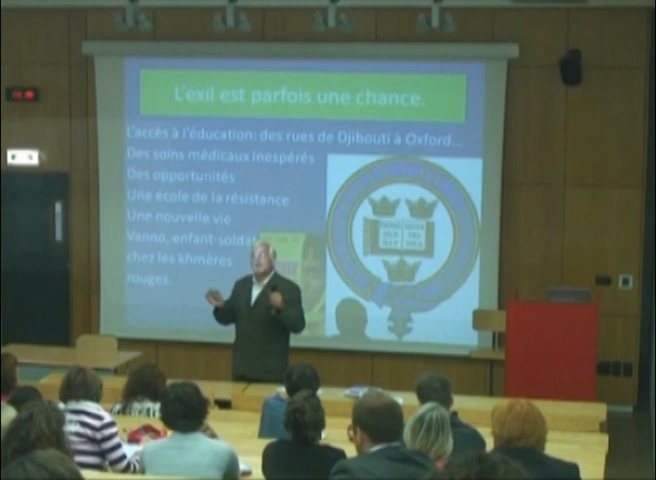 L'exil est parfois une chance.
L'accès à l'éducation: des rues de Djibouti à Oxford...
Des soins médicaux inespérés
Des opportunités
Une école de la résistance
Une nouvelle vie
Vanno, enfant-soldat
chez les khmères
rouges.